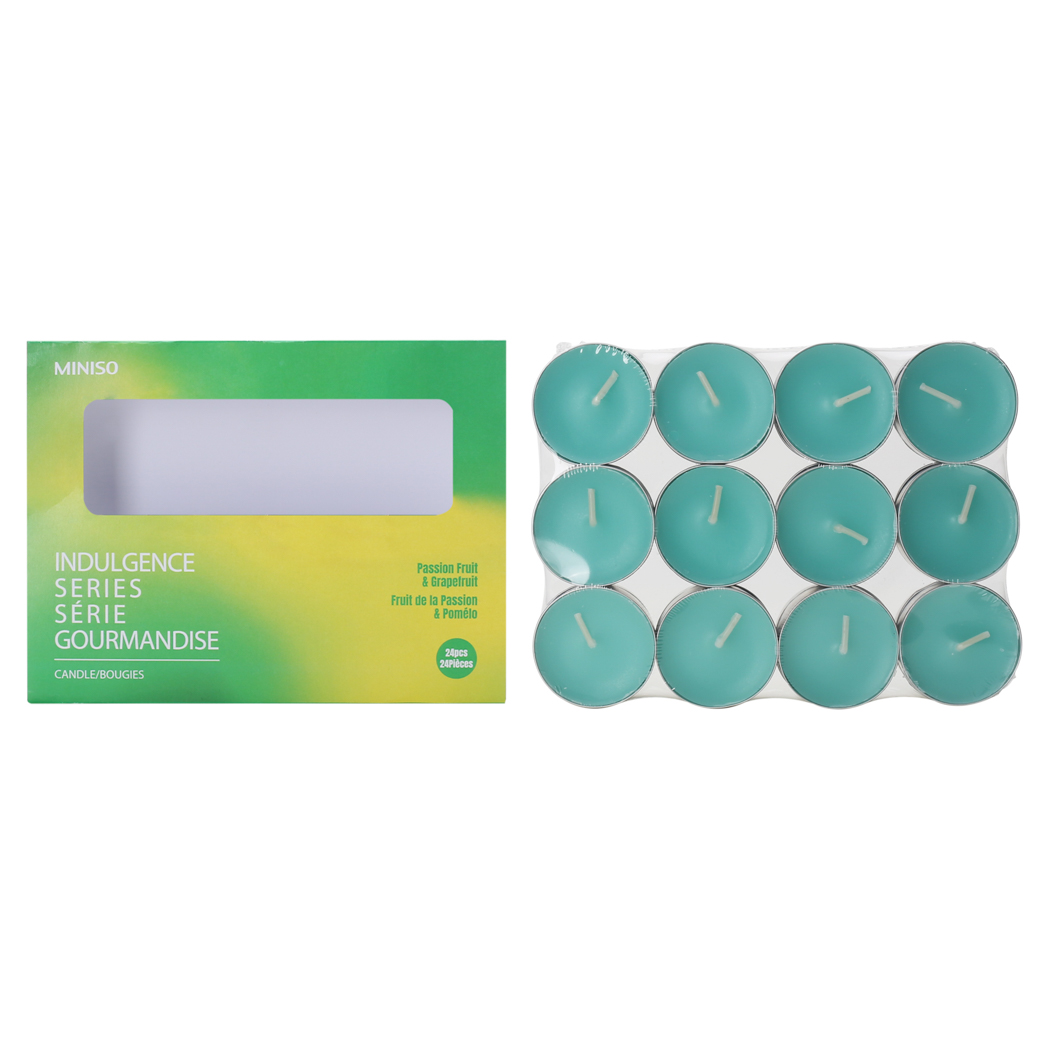 MINISO
INDULGENCE
SERIES
SÉRIE
GOURMANDISE
CANDLE/BOUGIES
Passion Fruit
& Grapefruit
Fruit de la Passion
& Pomélo
24pcs
24Pièces